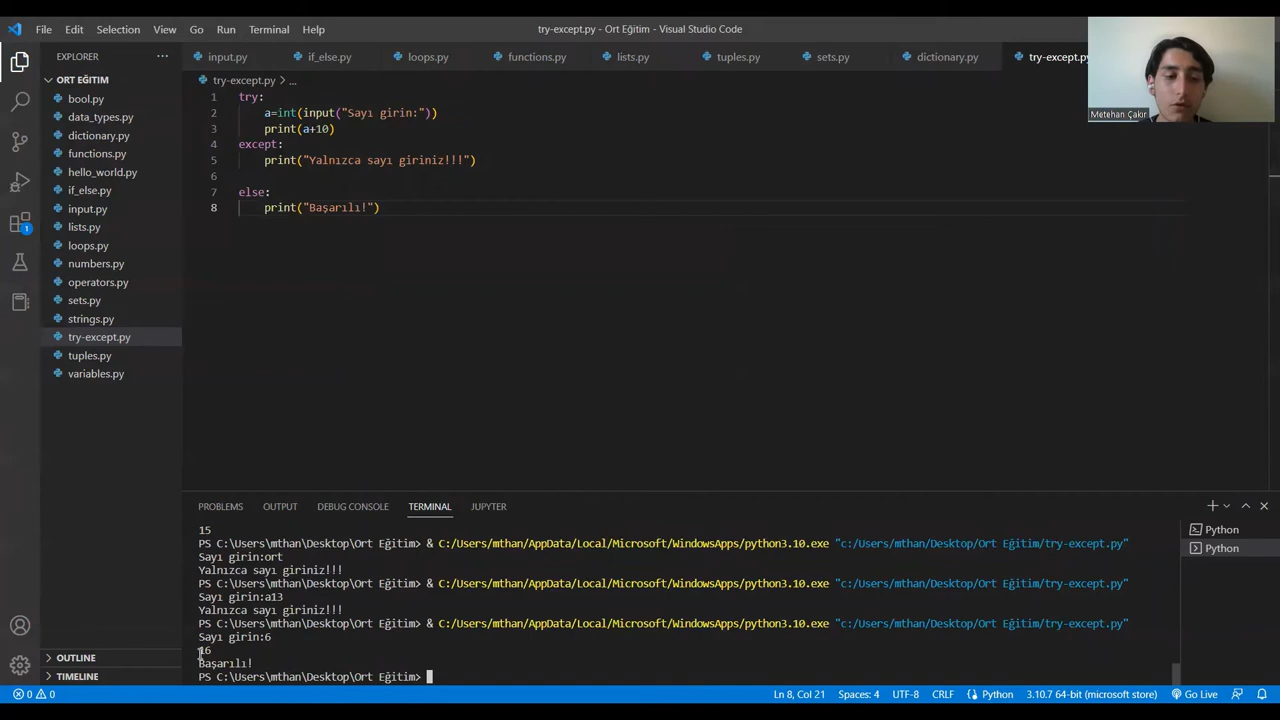 File Edit Selection View Go Run Terminal Help
try-except.py - Ort Eğitim - Visual Studio Code
EXPLORER
input.py if_else.py loops.py functions.py lists.py tuples.py sets.py dictionary.py try-except.py
ORT EĞİTİM
try-except.py > ...
bool.py
data_types.py
dictionary.py
functions.py
hello_world.py
if_else.py
input.py
lists.py
loops.py
numbers.py
operators.py
sets.py
strings.py
try-except.py
tuples.py
variables.py
OUTLINE
TIMELINE
1 try:
2 a=int(input("Sayı girin:"))
3 print(a+10)
4 except:
5 print("Yalnızca sayı giriniz!!!")
6
7 else:
8 print("Başarılı!")
Metehan Çakır
PROBLEMS OUTPUT DEBUG CONSOLE TERMINAL JUPYTER
15
PS C:\Users\mthan\Desktop\Ort Eğitim> & C:/Users/mthan/AppData/Local/Microsoft/WindowsApps/python3.10.exe "c:/Users/mthan/Desktop/Ort Eğitim/try-except.py"
Sayı girin:ort
Yalnızca sayı giriniz!!!
PS C:\Users\mthan\Desktop\Ort Eğitim> & C:/Users/mthan/AppData/Local/Microsoft/WindowsApps/python3.10.exe "c:/Users/mthan/Desktop/Ort Eğitim/try-except.py"
Sayı girin:a13
Yalnızca sayı giriniz!!!
PS C:\Users\mthan\Desktop\Ort Eğitim> & C:/Users/mthan/AppData/Local/Microsoft/WindowsApps/python3.10.exe "c:/Users/mthan/Desktop/Ort Eğitim/try-except.py"
Sayı girin:6
16
Başarılı!
PS C:\Users\mthan\Desktop\Ort Eğitim>
Python
Python
1
0 0
Ln 8, Col 21 Spaces: 4 UTF-8 CRLF Python 3.10.7 64-bit (microsoft store) Go Live